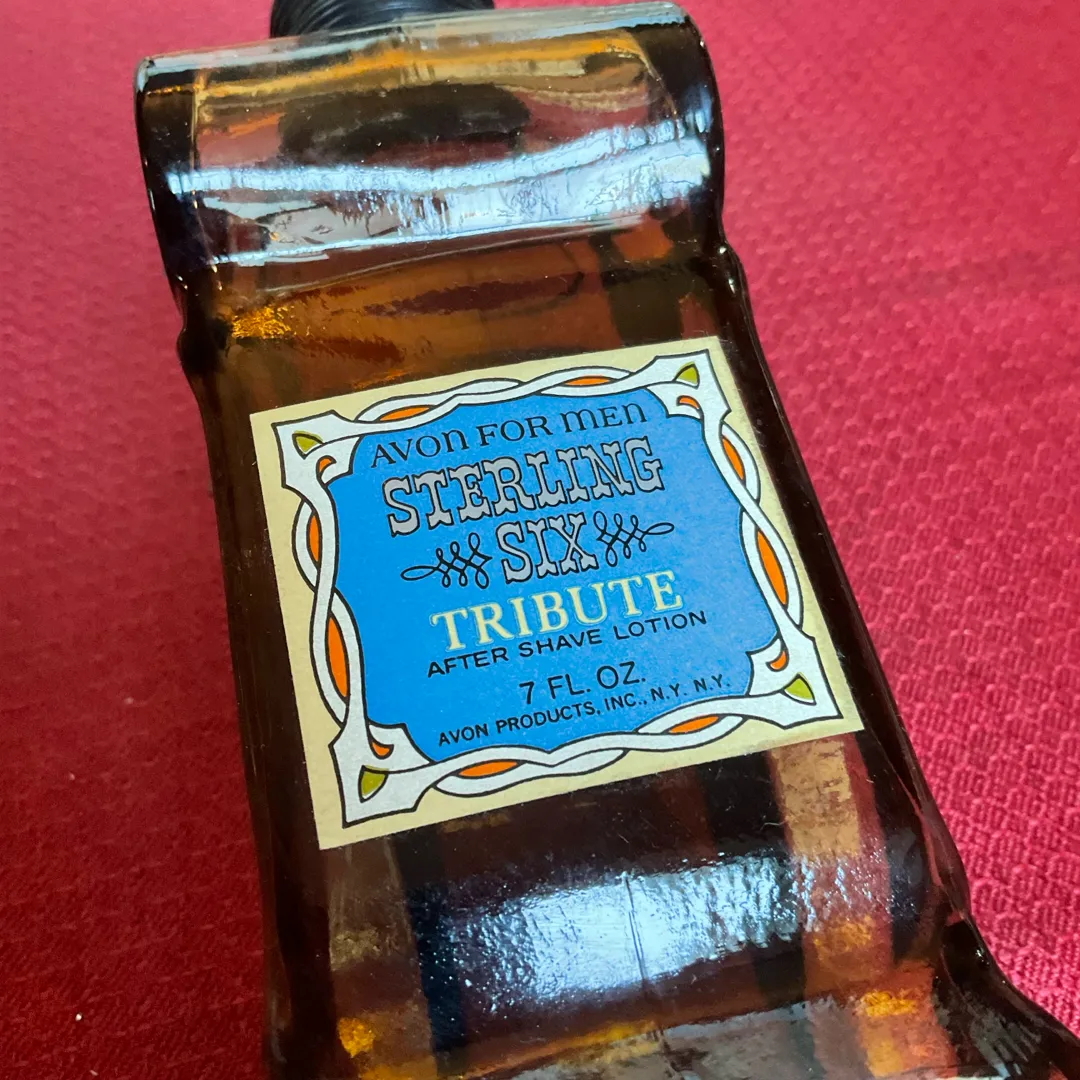 AVON FOR MEN
STERLING
SIX
TRIBUTE
AFTER SHAVE LOTION
7 FL. OZ.
AVON PRODUCTS, INC., N.Y. N.Y.